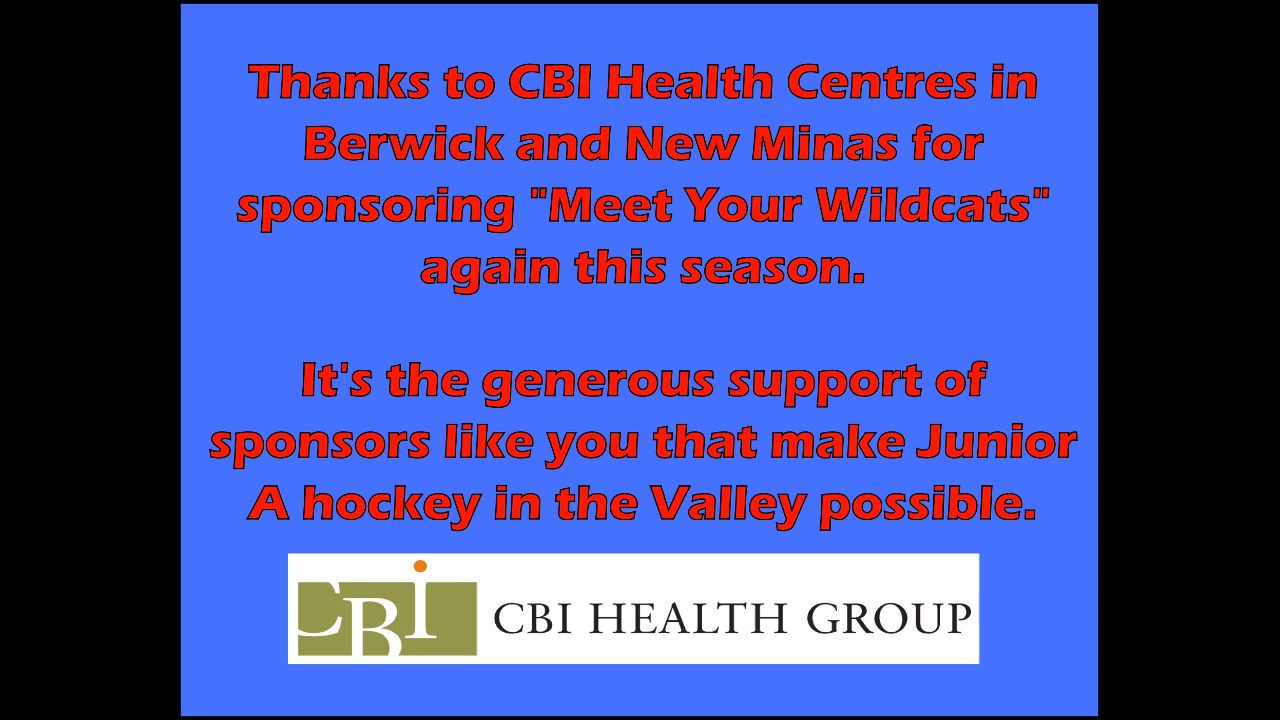 Thanks to CBI Health Centres in
Berwick and New Minas for
sponsoring "Meet Your Wildcats"
again this season.
It's the generous support of
sponsors like you that make Junior
A hockey in the Valley possible.
CBI CBI HEALTH GROUP